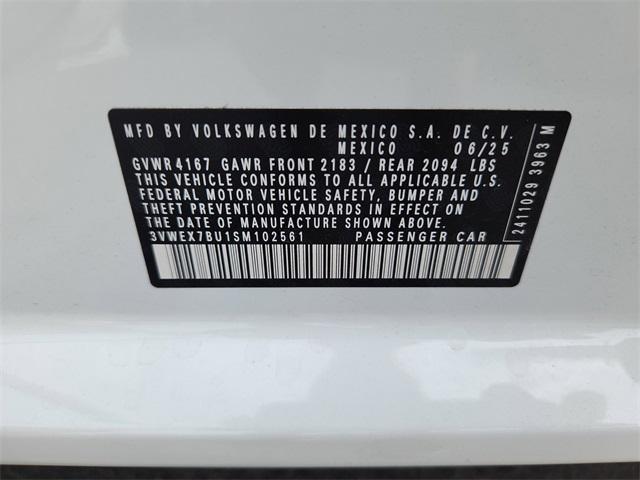 MFD BY VOLKSWAGEN DE MEXICO S.A. DE C.V.
MEXICO 06/25
GVWR 4167 GAWR FRONT 2183 / REAR 2094 LBS
THIS VEHICLE CONFORMS TO ALL APPLICABLE U.S.
FEDERAL MOTOR VEHICLE SAFETY, BUMPER AND
THEFT PREVENTION STANDARDS IN EFFECT ON
THE DATE OF MANUFACTURE SHOWN ABOVE.
3VWEX7BU1SM102561 PASSENGER CAR
2411029 3963 M